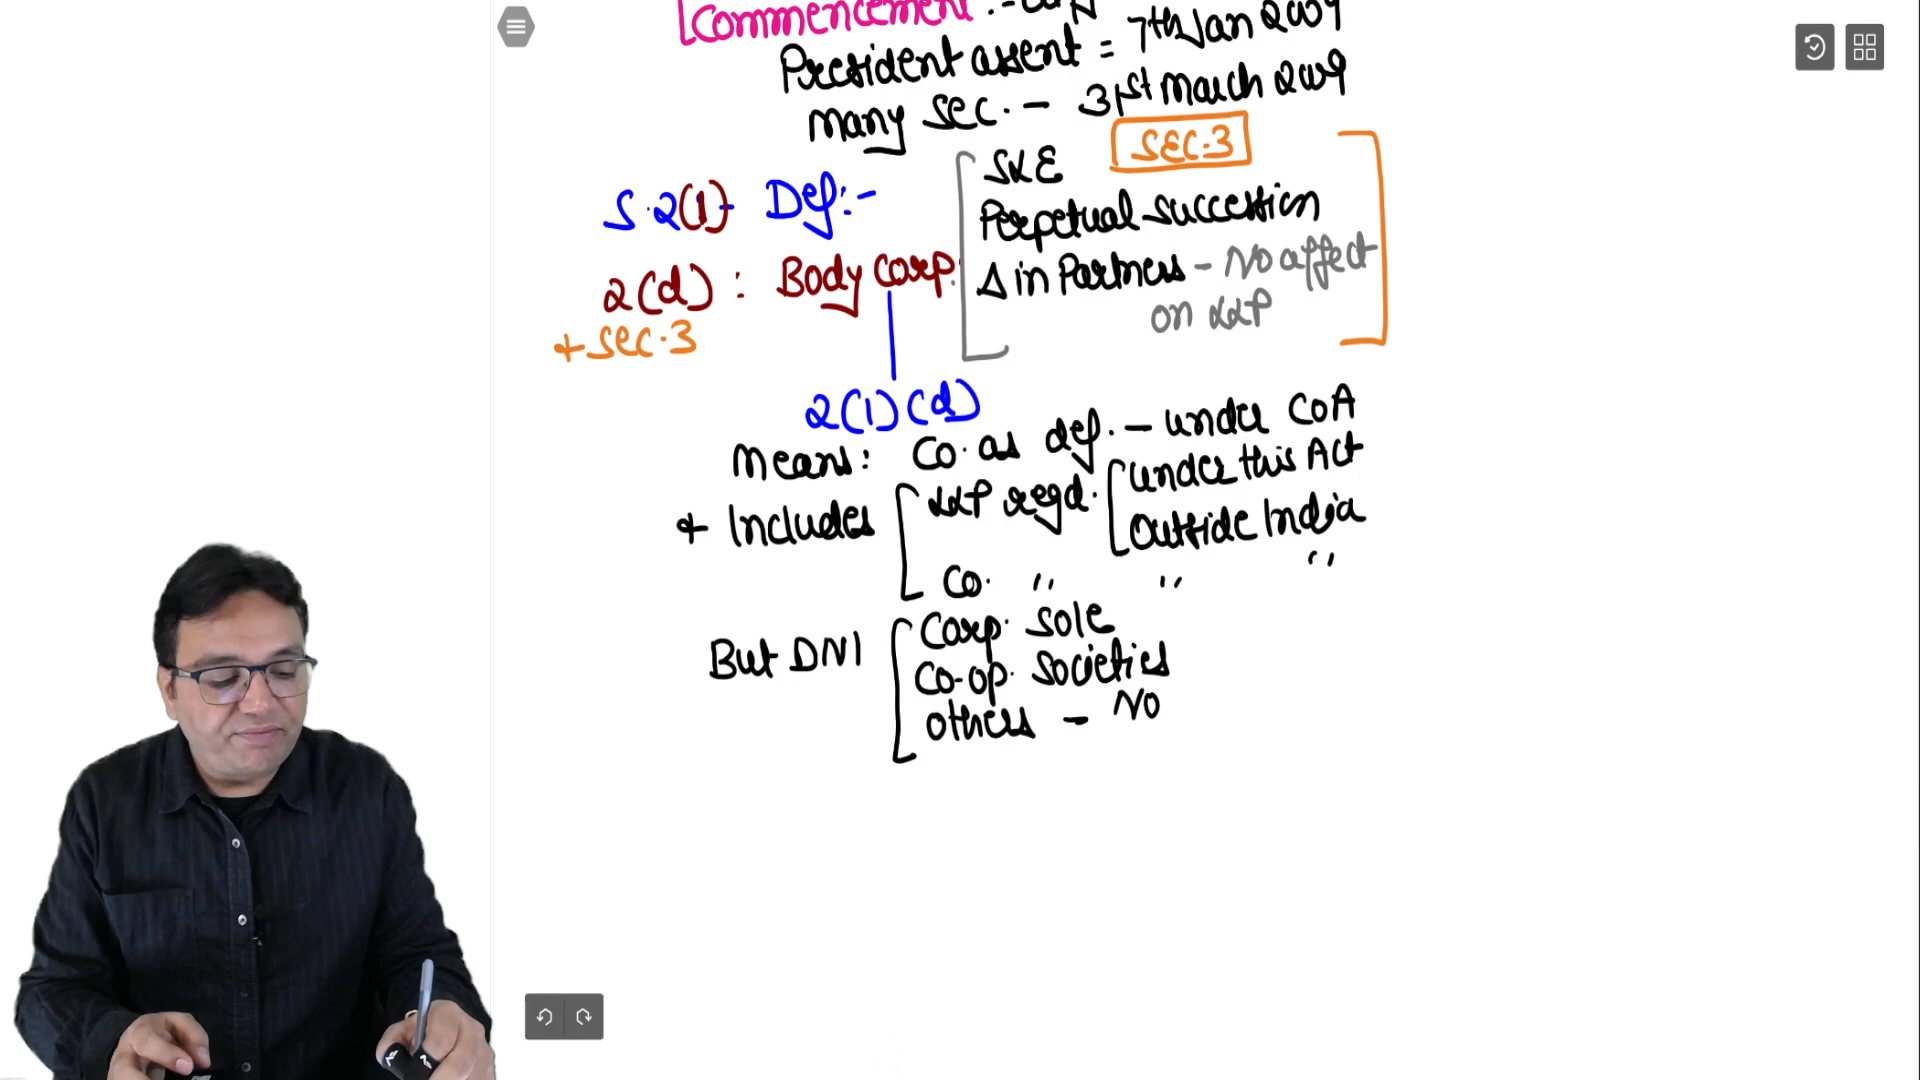 [Commencement :-
President assent = 7th Jan 2009
Many sec. - 31st March 2009
SEC.3
S.2(1) Def:-
SLE
Perpetual succession
2(d) : Body Corp:
Δ in Partners - No affect
on LLP
+ Sec.3
2(1)(d)
Means: Co. as def. - under CoA
+ Includes LLP regd. under this Act
Outside India
Co. " " "
But DNI Corp. Sole
Co-op. Societies
others - No